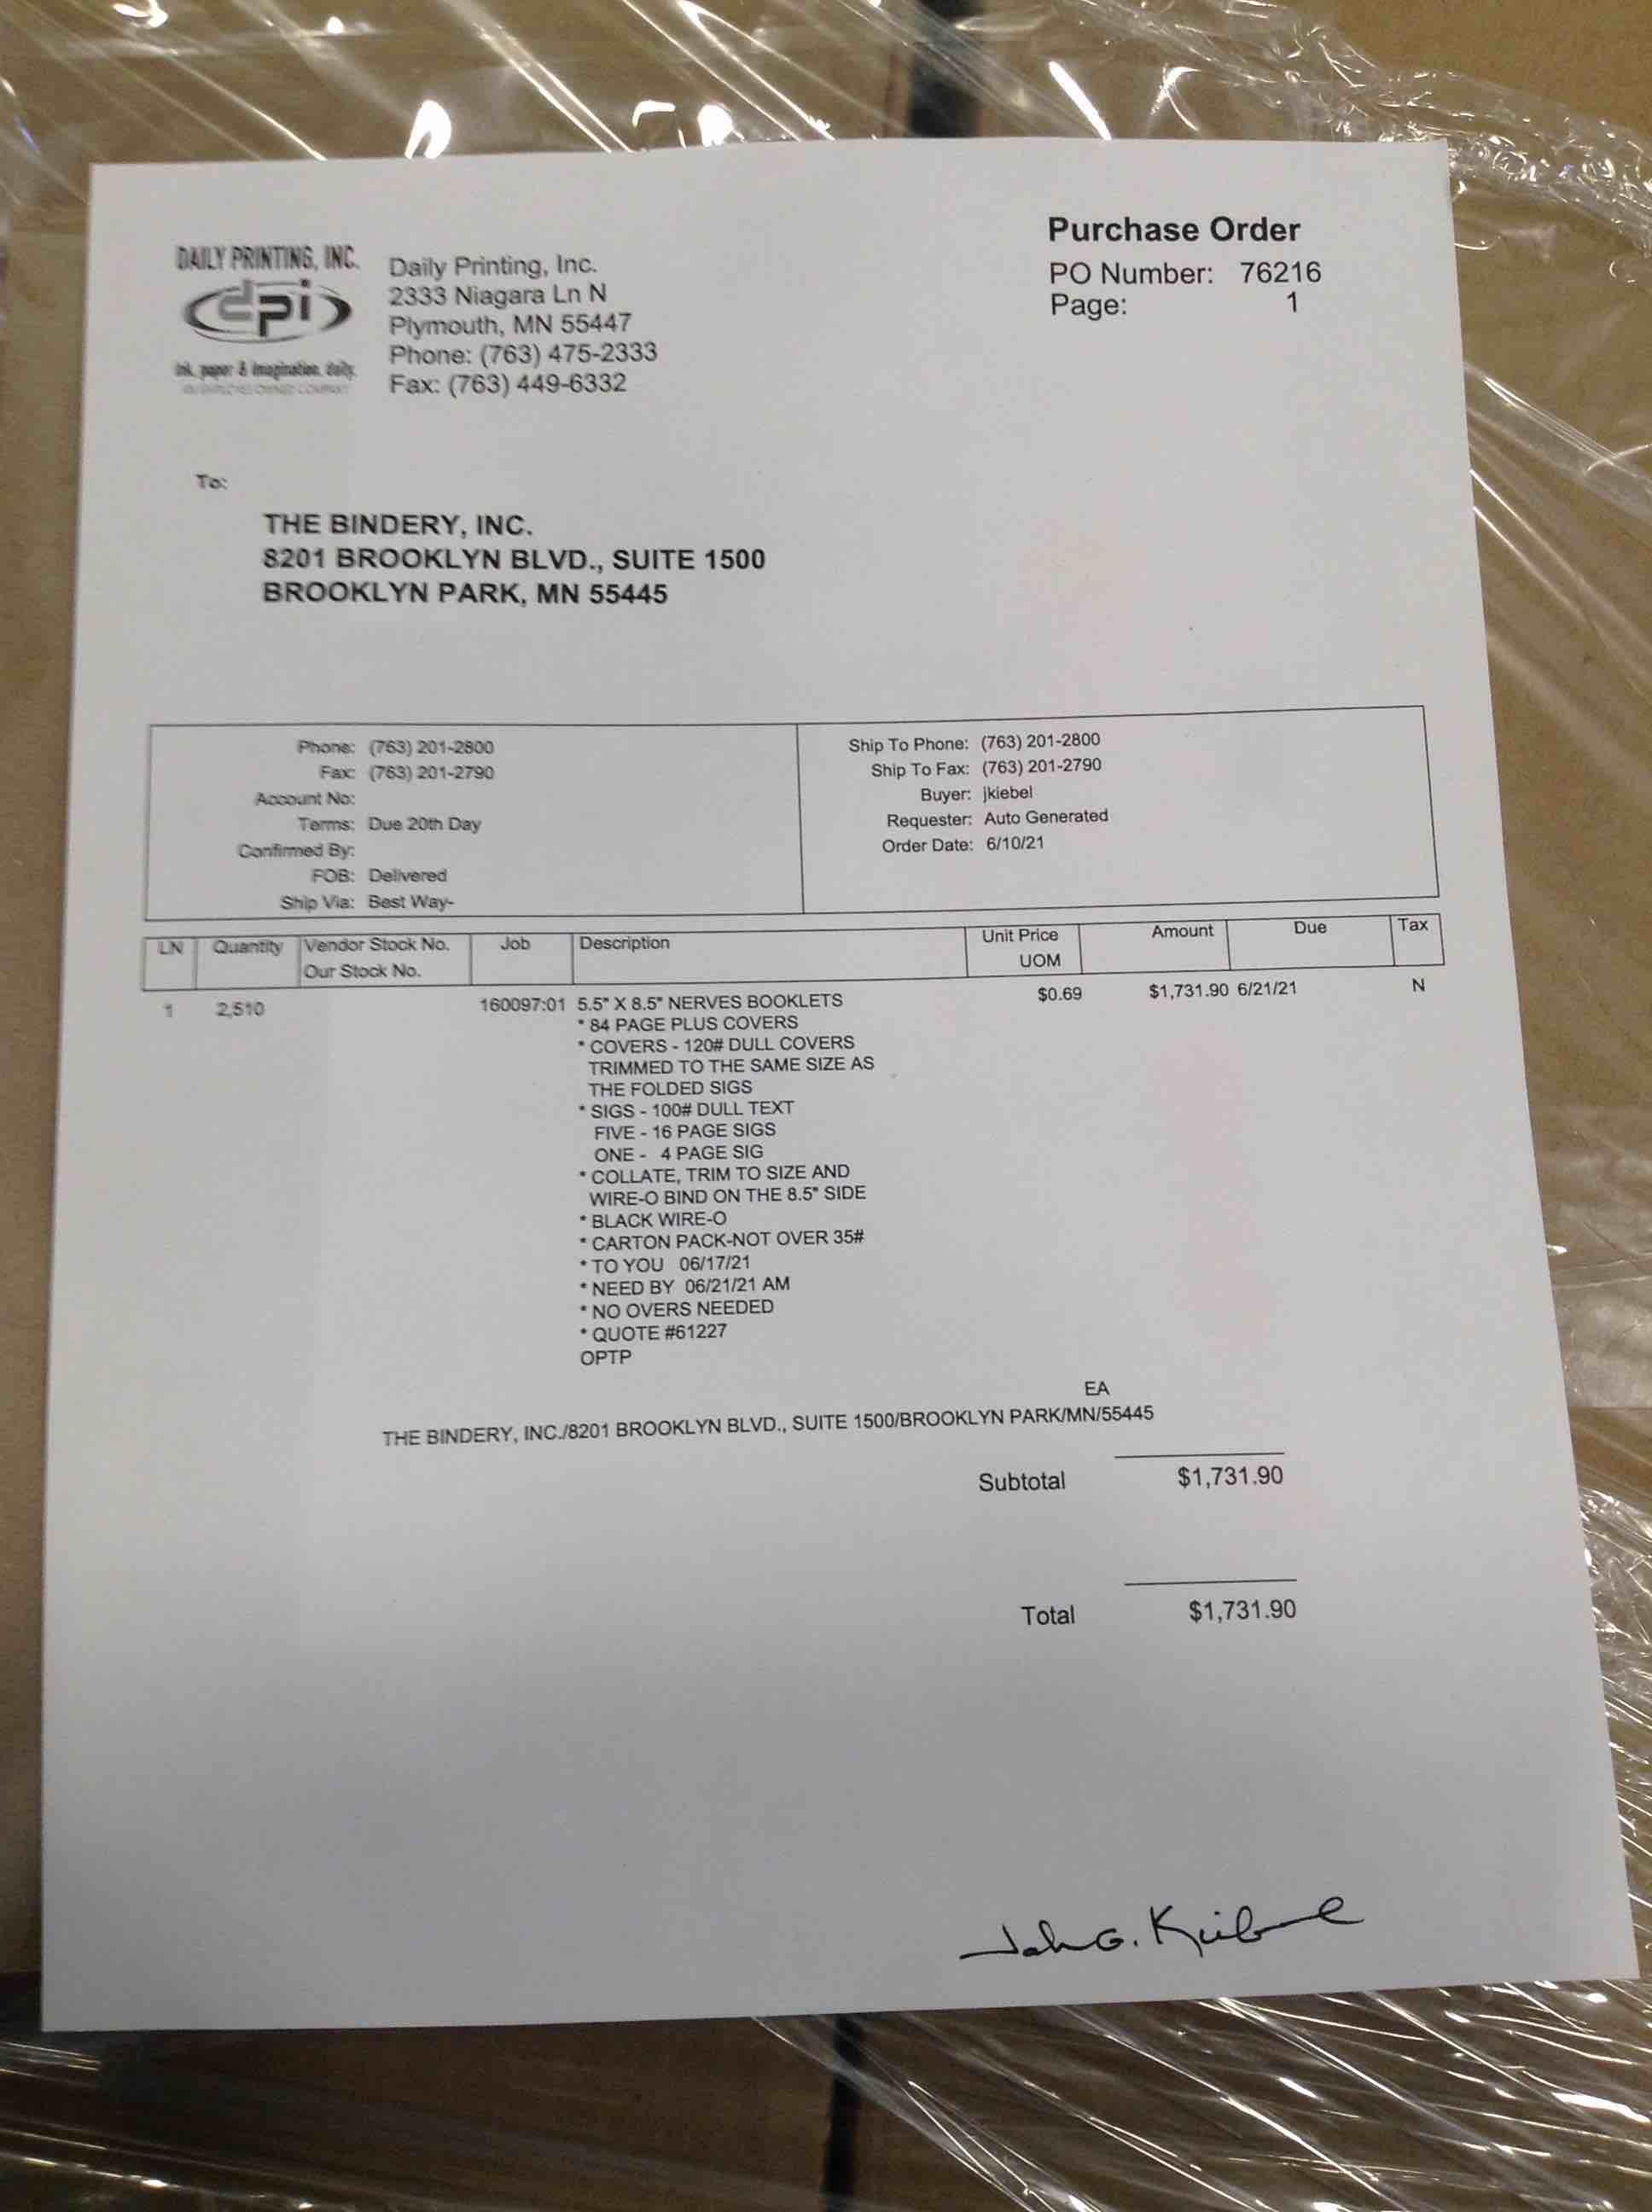 DAILY PRINTING, INC.
dpi
ink, paper & imagination. daily.
Daily Printing, Inc.
2333 Niagara Ln N
Plymouth, MN 55447
Phone: (763) 475-2333
Fax: (763) 449-6332
Purchase Order
PO Number: 76216
Page: 1
To:
THE BINDERY, INC.
8201 BROOKLYN BLVD., SUITE 1500
BROOKLYN PARK, MN 55445
Phone: (763) 201-2800
Fax: (763) 201-2790
Account No:
Terms: Due 20th Day
Confirmed By:
FOB: Delivered
Ship Via: Best Way-
Ship To Phone: (763) 201-2800
Ship To Fax: (763) 201-2790
Buyer: jkiebel
Requester: Auto Generated
Order Date: 6/10/21
LN Quantity Vendor Stock No. Job Description Unit Price Amount Due Tax
Our Stock No. UOM
1 2,510 160097:01 5.5" X 8.5" NERVES BOOKLETS $0.69 $1,731.90 6/21/21 N
* 84 PAGE PLUS COVERS
* COVERS - 120# DULL COVERS
TRIMMED TO THE SAME SIZE AS
THE FOLDED SIGS
* SIGS - 100# DULL TEXT
FIVE - 16 PAGE SIGS
ONE - 4 PAGE SIG
* COLLATE, TRIM TO SIZE AND
WIRE-O BIND ON THE 8.5" SIDE
* BLACK WIRE-O
* CARTON PACK-NOT OVER 35#
* TO YOU 06/17/21
* NEED BY 06/21/21 AM
* NO OVERS NEEDED
* QUOTE #61227
OPTP
EA
THE BINDERY, INC./8201 BROOKLYN BLVD., SUITE 1500/BROOKLYN PARK/MN/55445
Subtotal $1,731.90
Total $1,731.90
John G. Kiebel